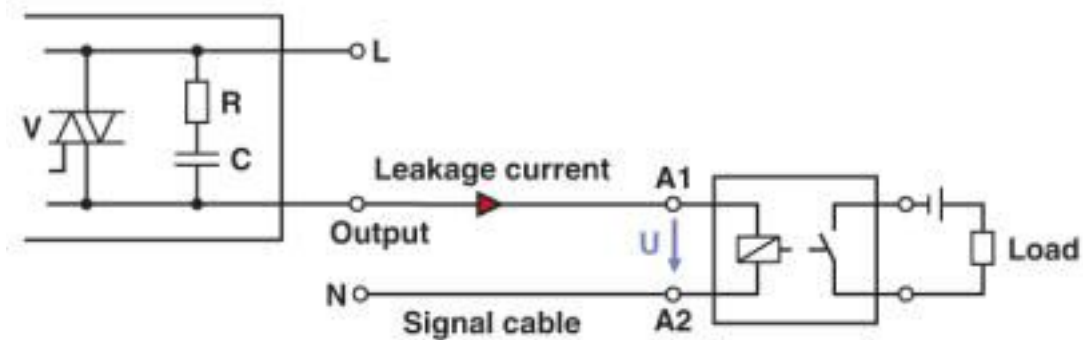 L
V
R
C
Leakage current
A1
Output
U
Load
N
Signal cable
A2